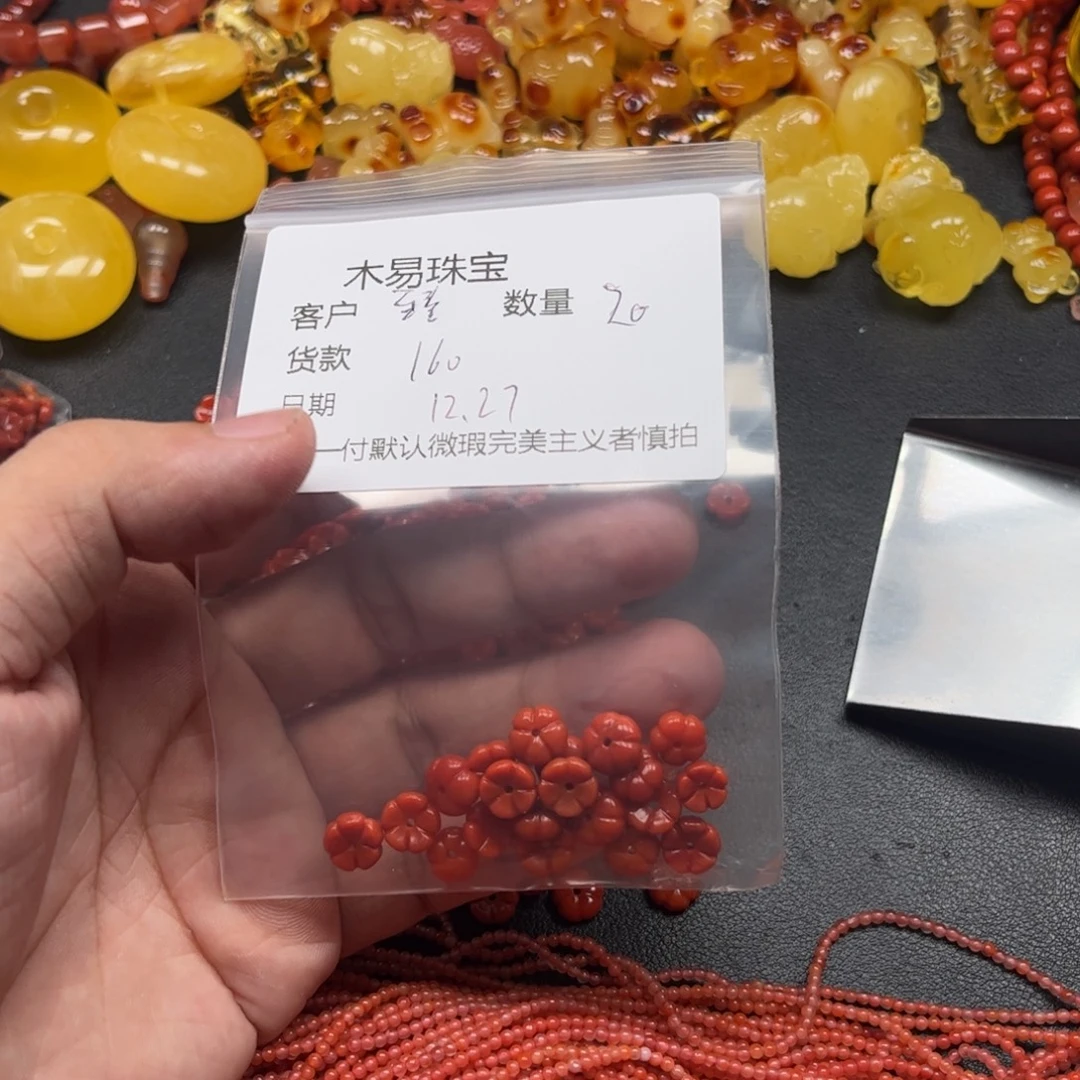 木易珠宝
客户 数量 20
货款 160
日期 12.27
一付默认微瑕完美主义者慎拍